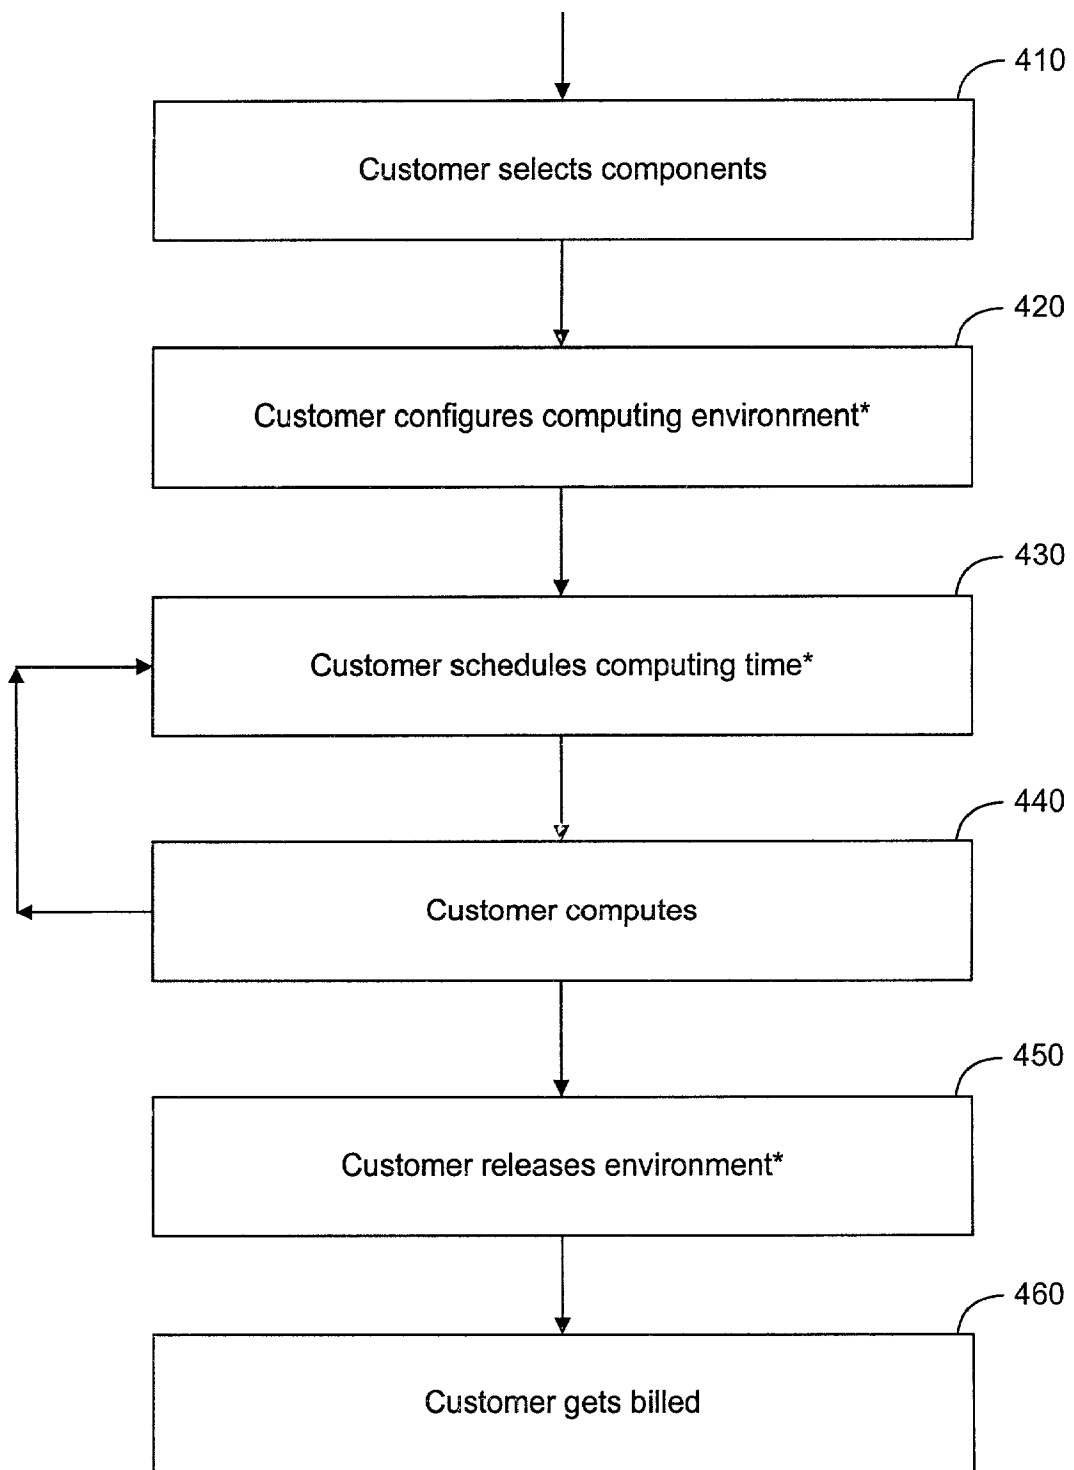 410
Customer selects components
420
Customer configures computing environment*
430
Customer schedules computing time*
440
Customer computes
450
Customer releases environment*
460
Customer gets billed